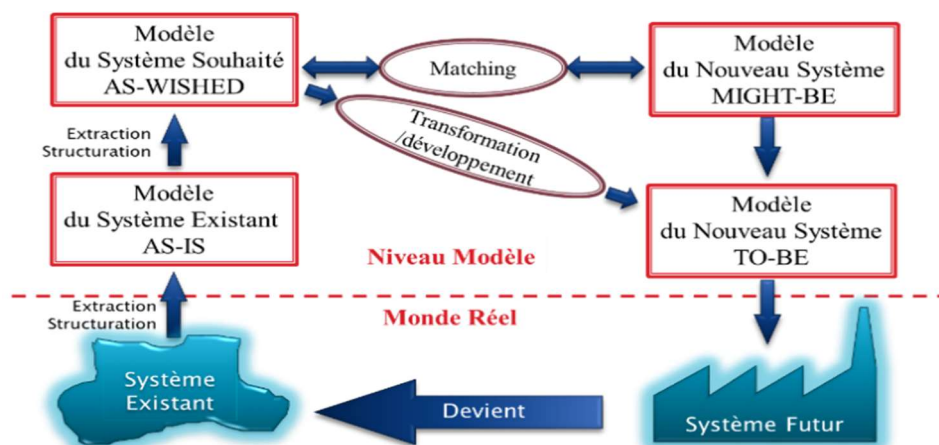 Modèle
du Système Souhaité
AS-WISHED
Matching
Modèle
du Nouveau Système
MIGHT-BE
Extraction
Structuration
Transformation
/développement
Modèle
du Système Existant
AS-IS
Modèle
du Nouveau Système
TO-BE
Niveau Modèle
Extraction
Structuration
Monde Réel
Système
Existant
Devient
Système Futur